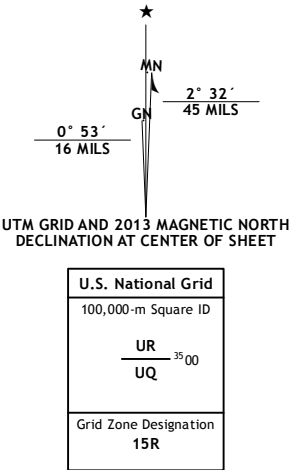 ★
MN
2° 32´
45 MILS
GN
0° 53´
16 MILS
UTM GRID AND 2013 MAGNETIC NORTH
DECLINATION AT CENTER OF SHEET
U.S. National Grid
100,000-m Square ID
UR
3500
UQ
Grid Zone Designation
15R